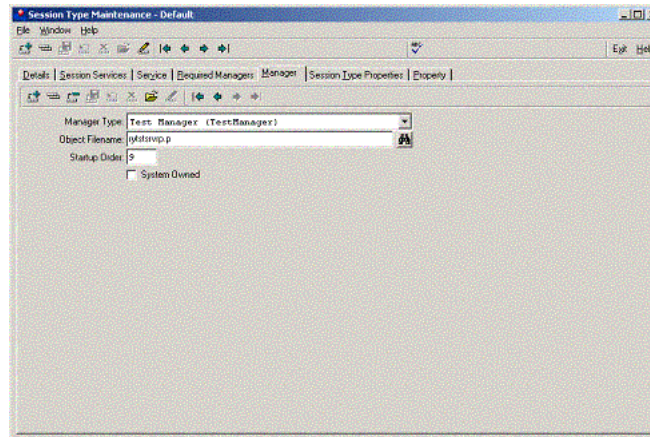 Session Type Maintenance - Default
File Window Help
Exit Help
Details Session Services Service Required Managers Manager Session Type Properties Property
Manager Type: Test Manager (TestManager)
Object Filename:
Startup Order: 9
System Owned